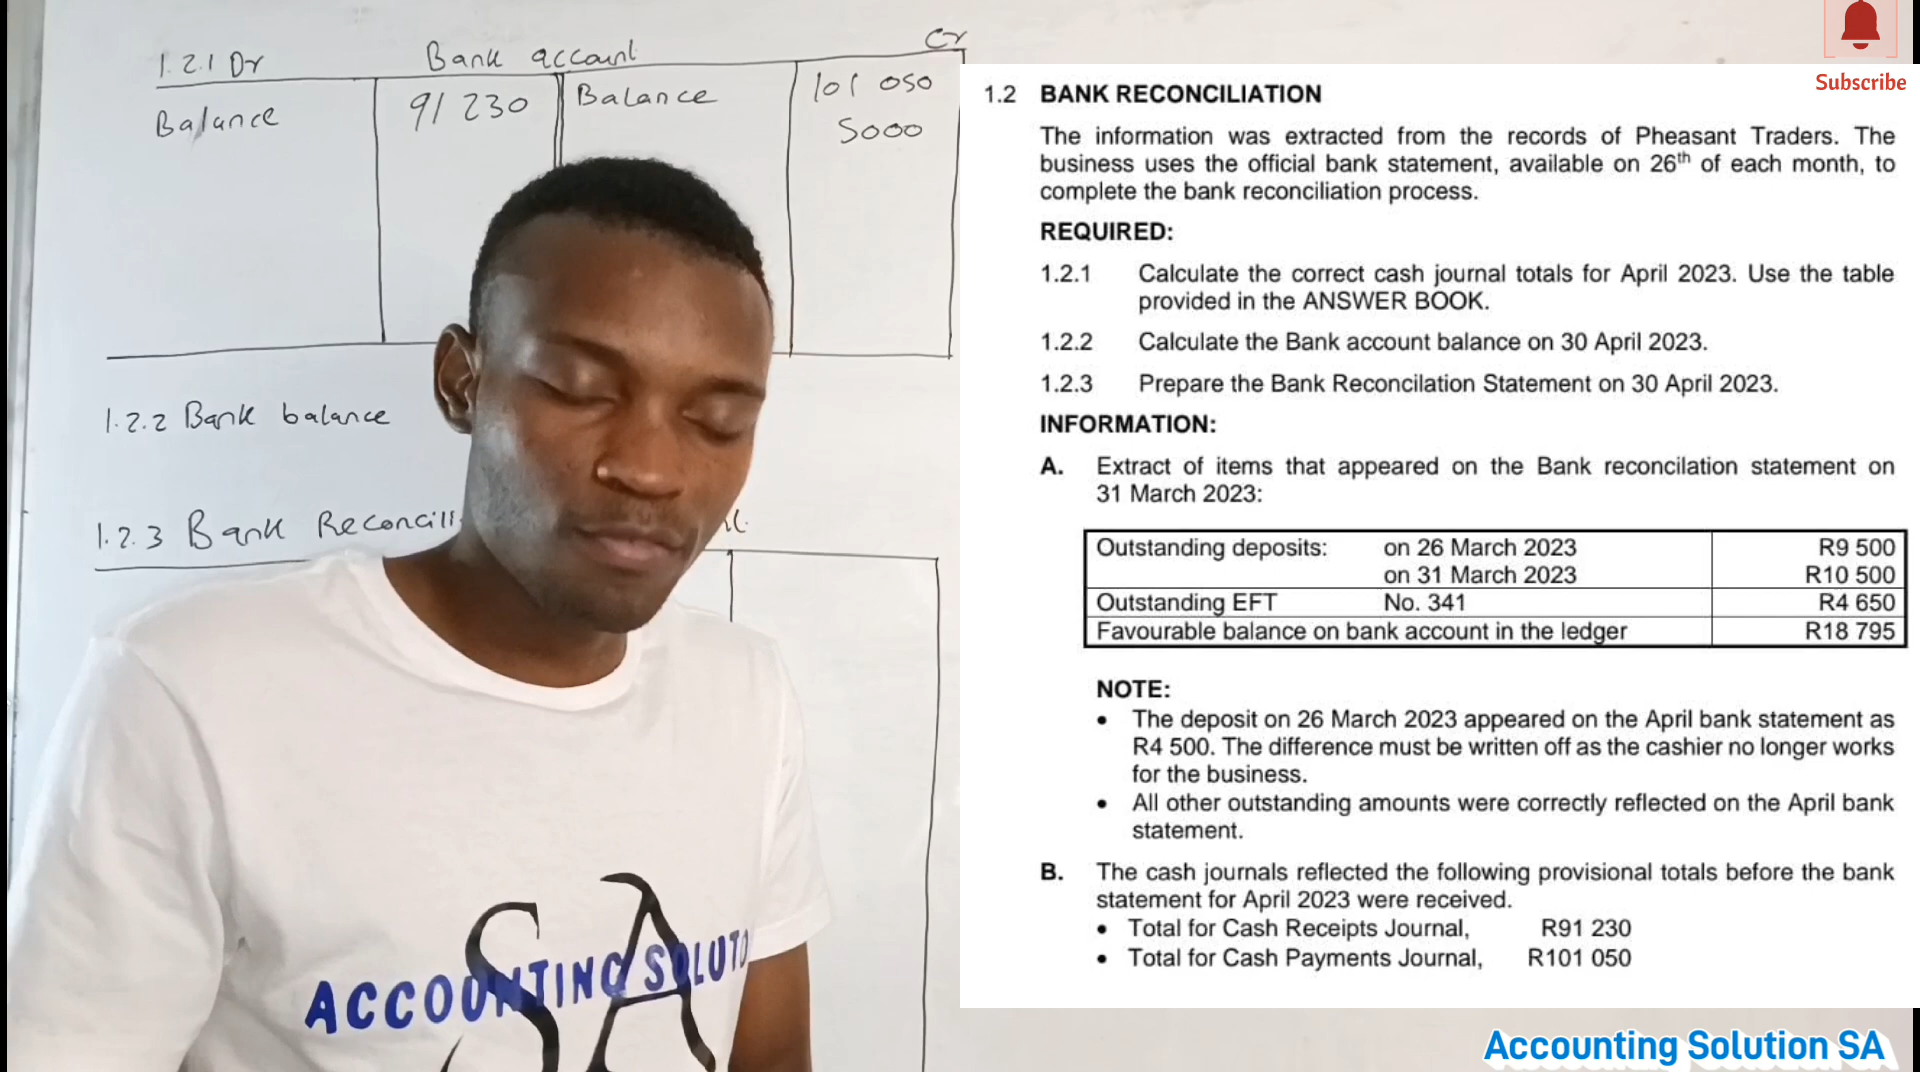 1.2.1 Dr Bank account Cr
Balance 91 230 Balance 101 050
5000
1.2.2 Bank balance
1.2.3 Bank
ACCOUNTING SOLUTO
SA
Subscribe
1.2 BANK RECONCILIATION
The information was extracted from the records of Pheasant Traders. The
business uses the official bank statement, available on 26th of each month, to
complete the bank reconciliation process.
REQUIRED:
1.2.1 Calculate the correct cash journal totals for April 2023. Use the table
provided in the ANSWER BOOK.
1.2.2 Calculate the Bank account balance on 30 April 2023.
1.2.3 Prepare the Bank Reconcilation Statement on 30 April 2023.
INFORMATION:
A. Extract of items that appeared on the Bank reconcilation statement on
31 March 2023:
Outstanding deposits: on 26 March 2023 R9 500
on 31 March 2023 R10 500
Outstanding EFT No. 341 R4 650
Favourable balance on bank account in the ledger R18 795
NOTE:
• The deposit on 26 March 2023 appeared on the April bank statement as
R4 500. The difference must be written off as the cashier no longer works
for the business.
• All other outstanding amounts were correctly reflected on the April bank
statement.
B. The cash journals reflected the following provisional totals before the bank
statement for April 2023 were received.
• Total for Cash Receipts Journal, R91 230
• Total for Cash Payments Journal, R101 050
Accounting Solution SA